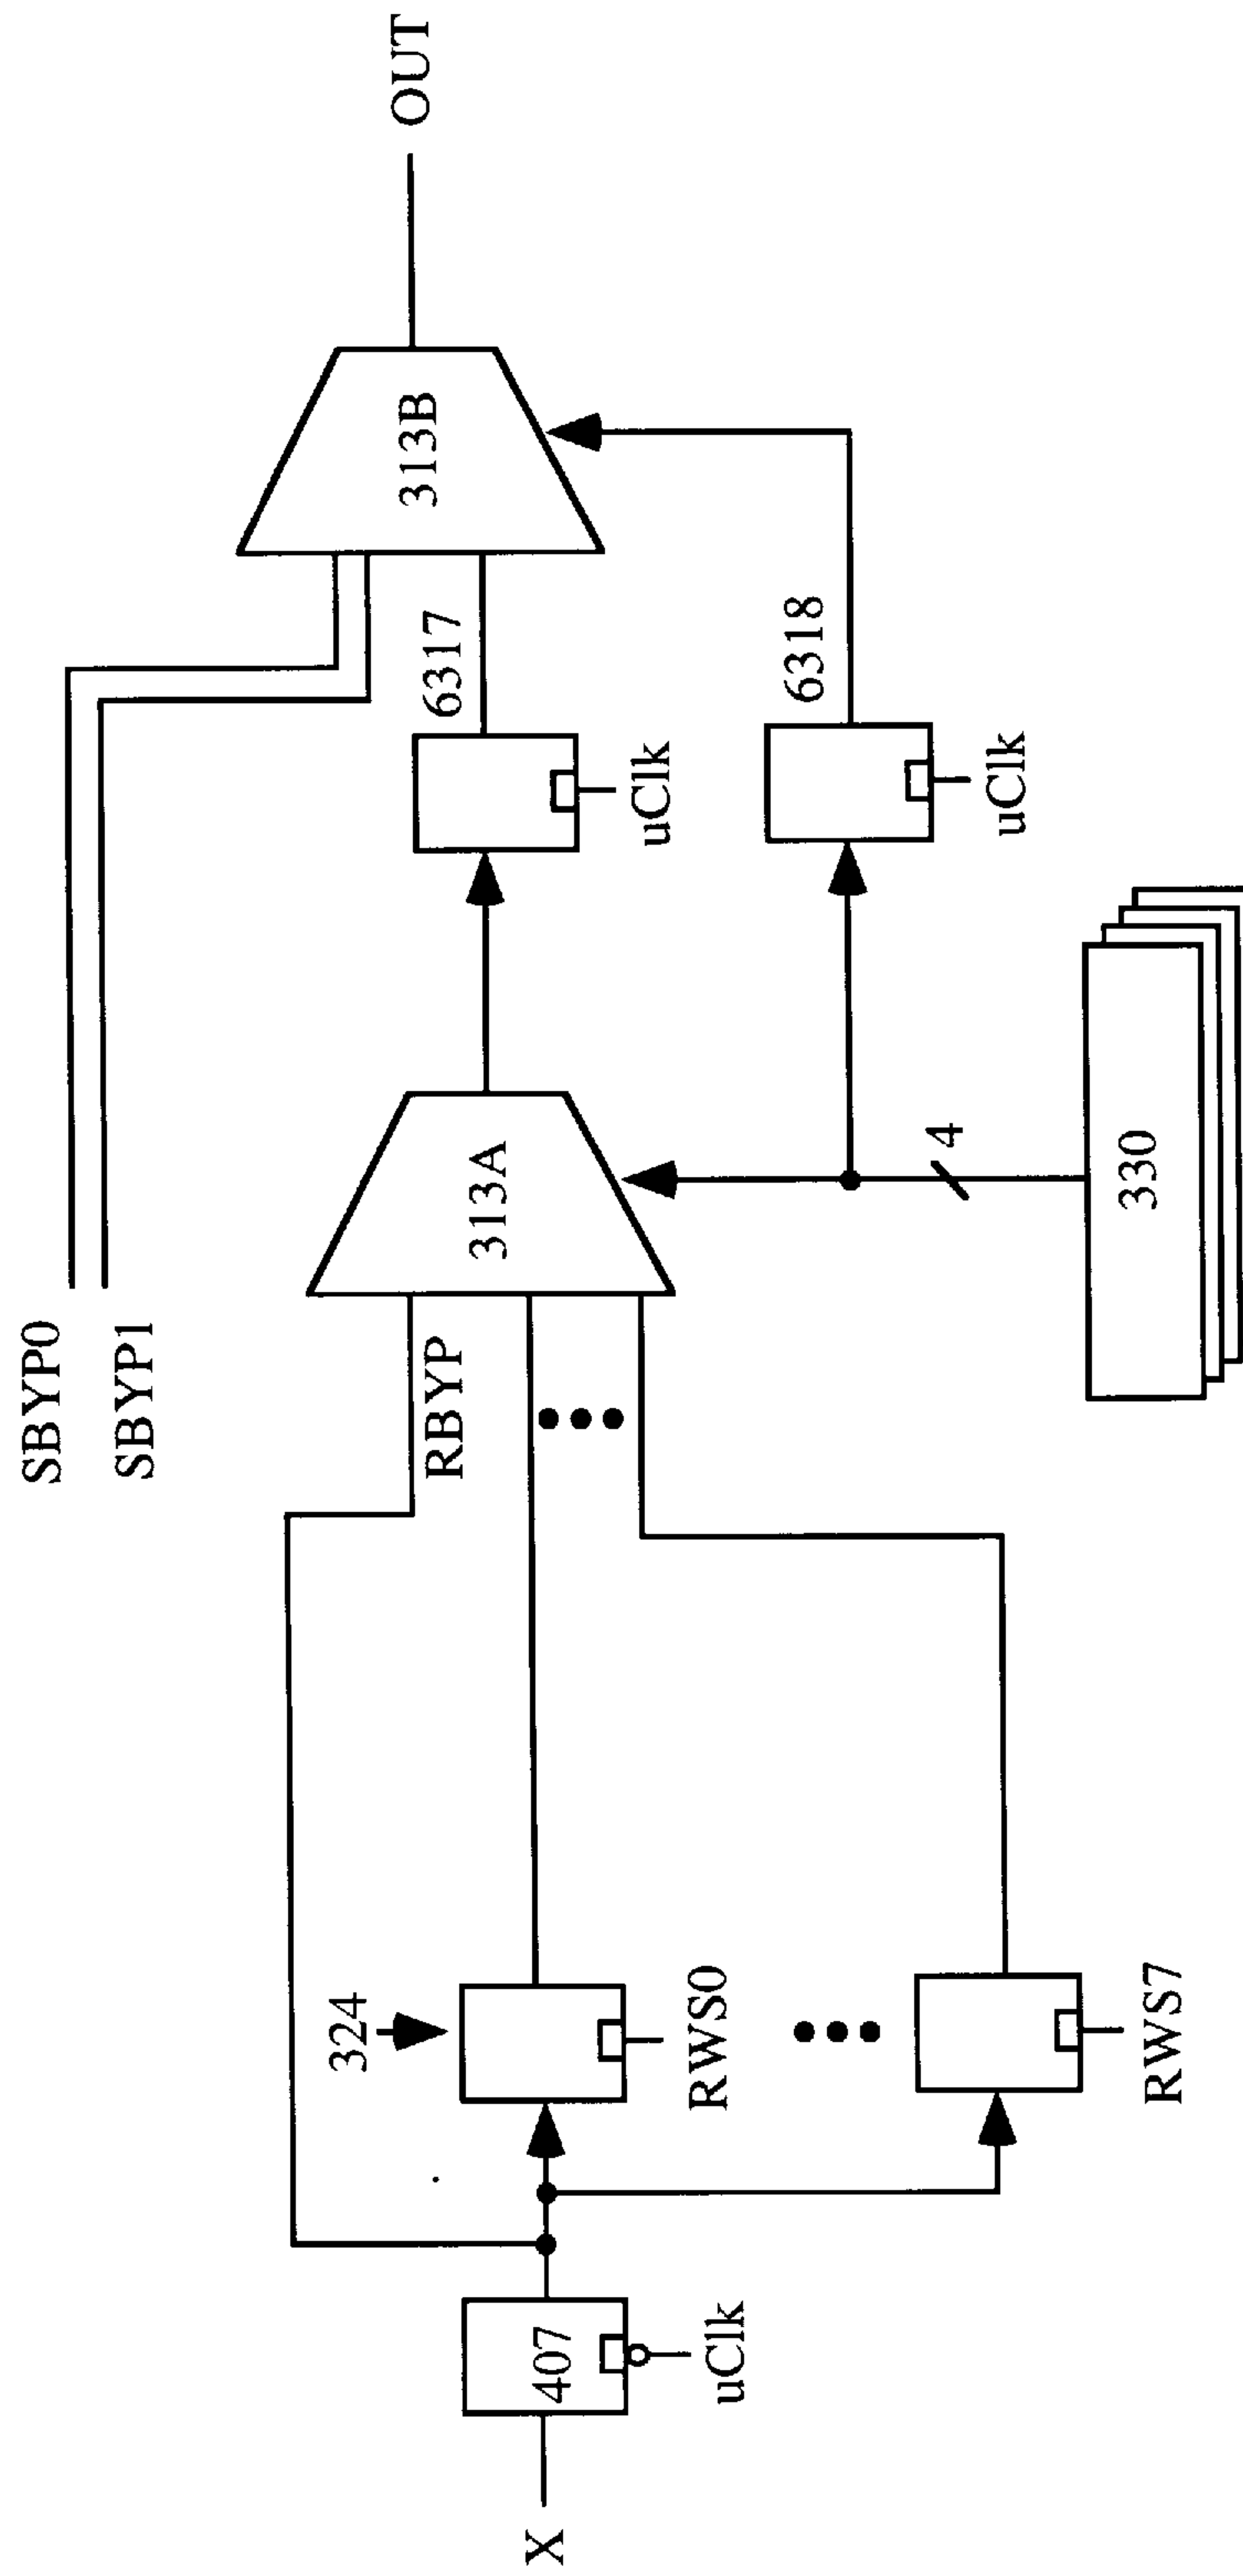 SBYP0
SBYP1
OUT
313B
6317
RBYP
313A
uClk
324
6318
407
RWS0
uClk
X
uClk
4
RWS7
330